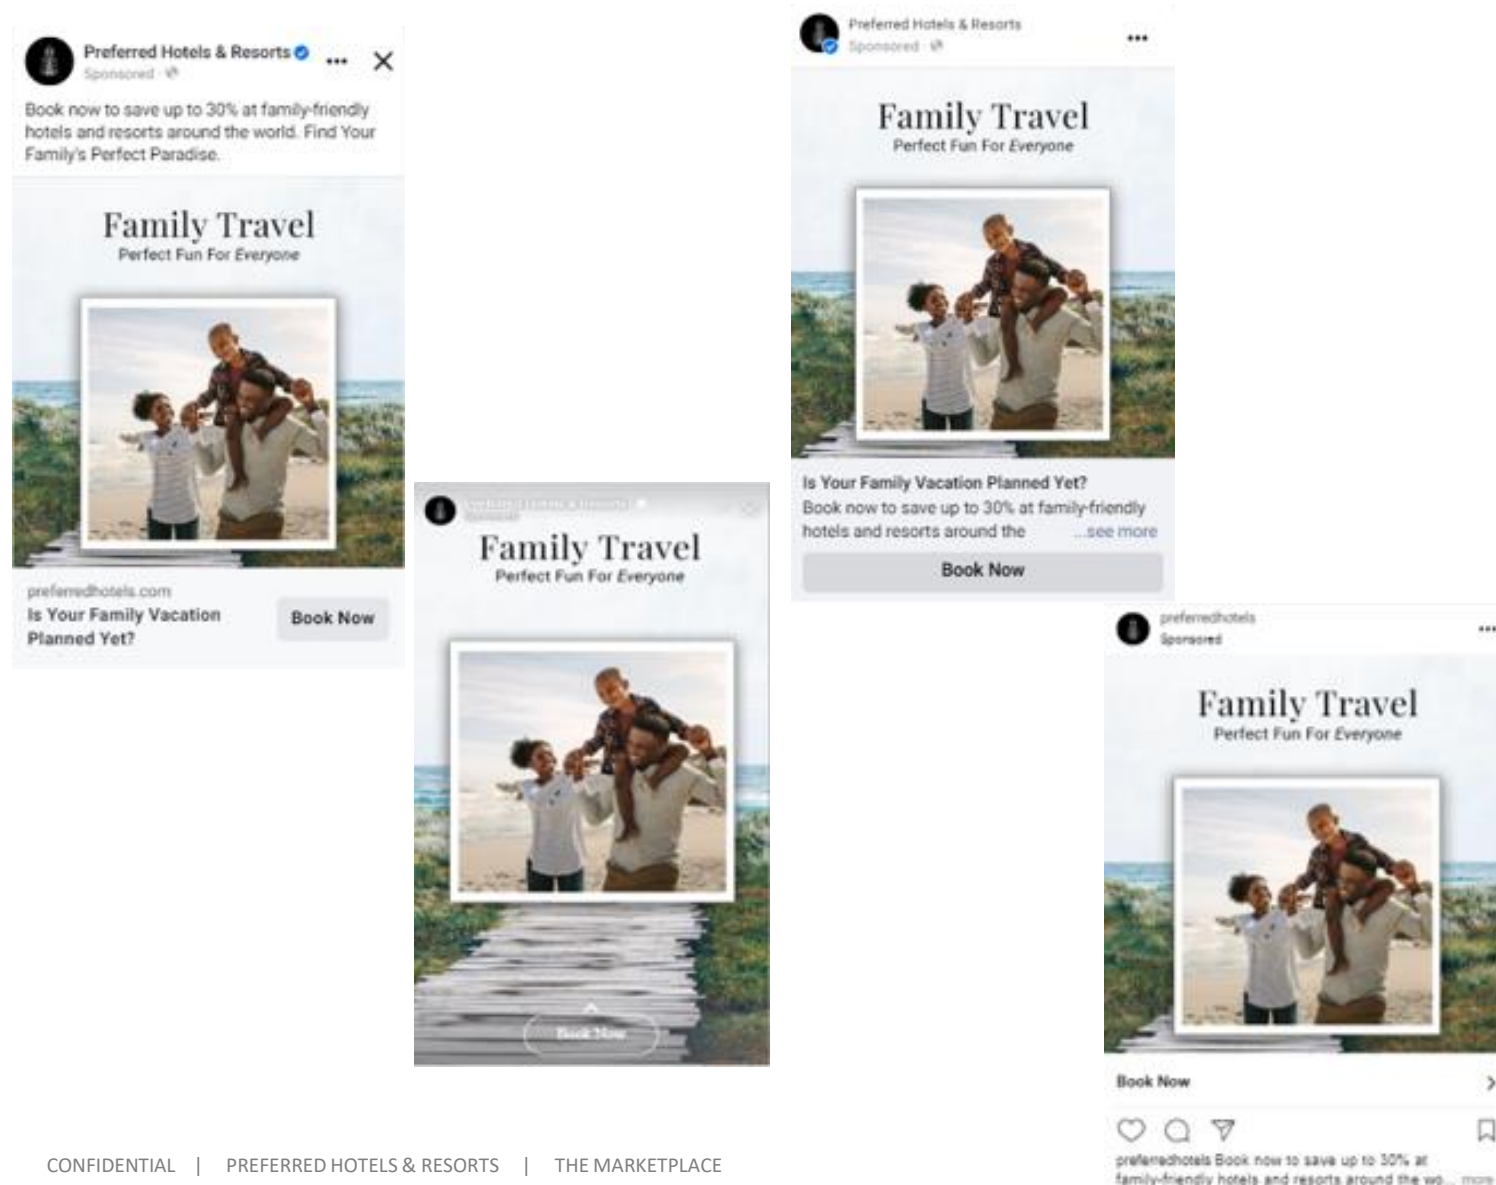 Preferred Hotels & Resorts
Sponsored
Book now to save up to 30% at family-friendly
hotels and resorts around the world. Find Your
Family's Perfect Paradise.
Family Travel
Perfect Fun For Everyone
preferredhotels.com
Is Your Family Vacation
Planned Yet?
Book Now
Preferred Hotels & Resorts
Sponsored
Family Travel
Perfect Fun For Everyone
Book Now
Preferred Hotels & Resorts
Sponsored
Family Travel
Perfect Fun For Everyone
Is Your Family Vacation Planned Yet?
Book now to save up to 30% at family-friendly
hotels and resorts around the ...see more
Book Now
preferredhotels
Sponsored
Family Travel
Perfect Fun For Everyone
Book Now
preferredhotels Book now to save up to 30% at
family-friendly hotels and resorts around the wo... more
CONFIDENTIAL | PREFERRED HOTELS & RESORTS | THE MARKETPLACE